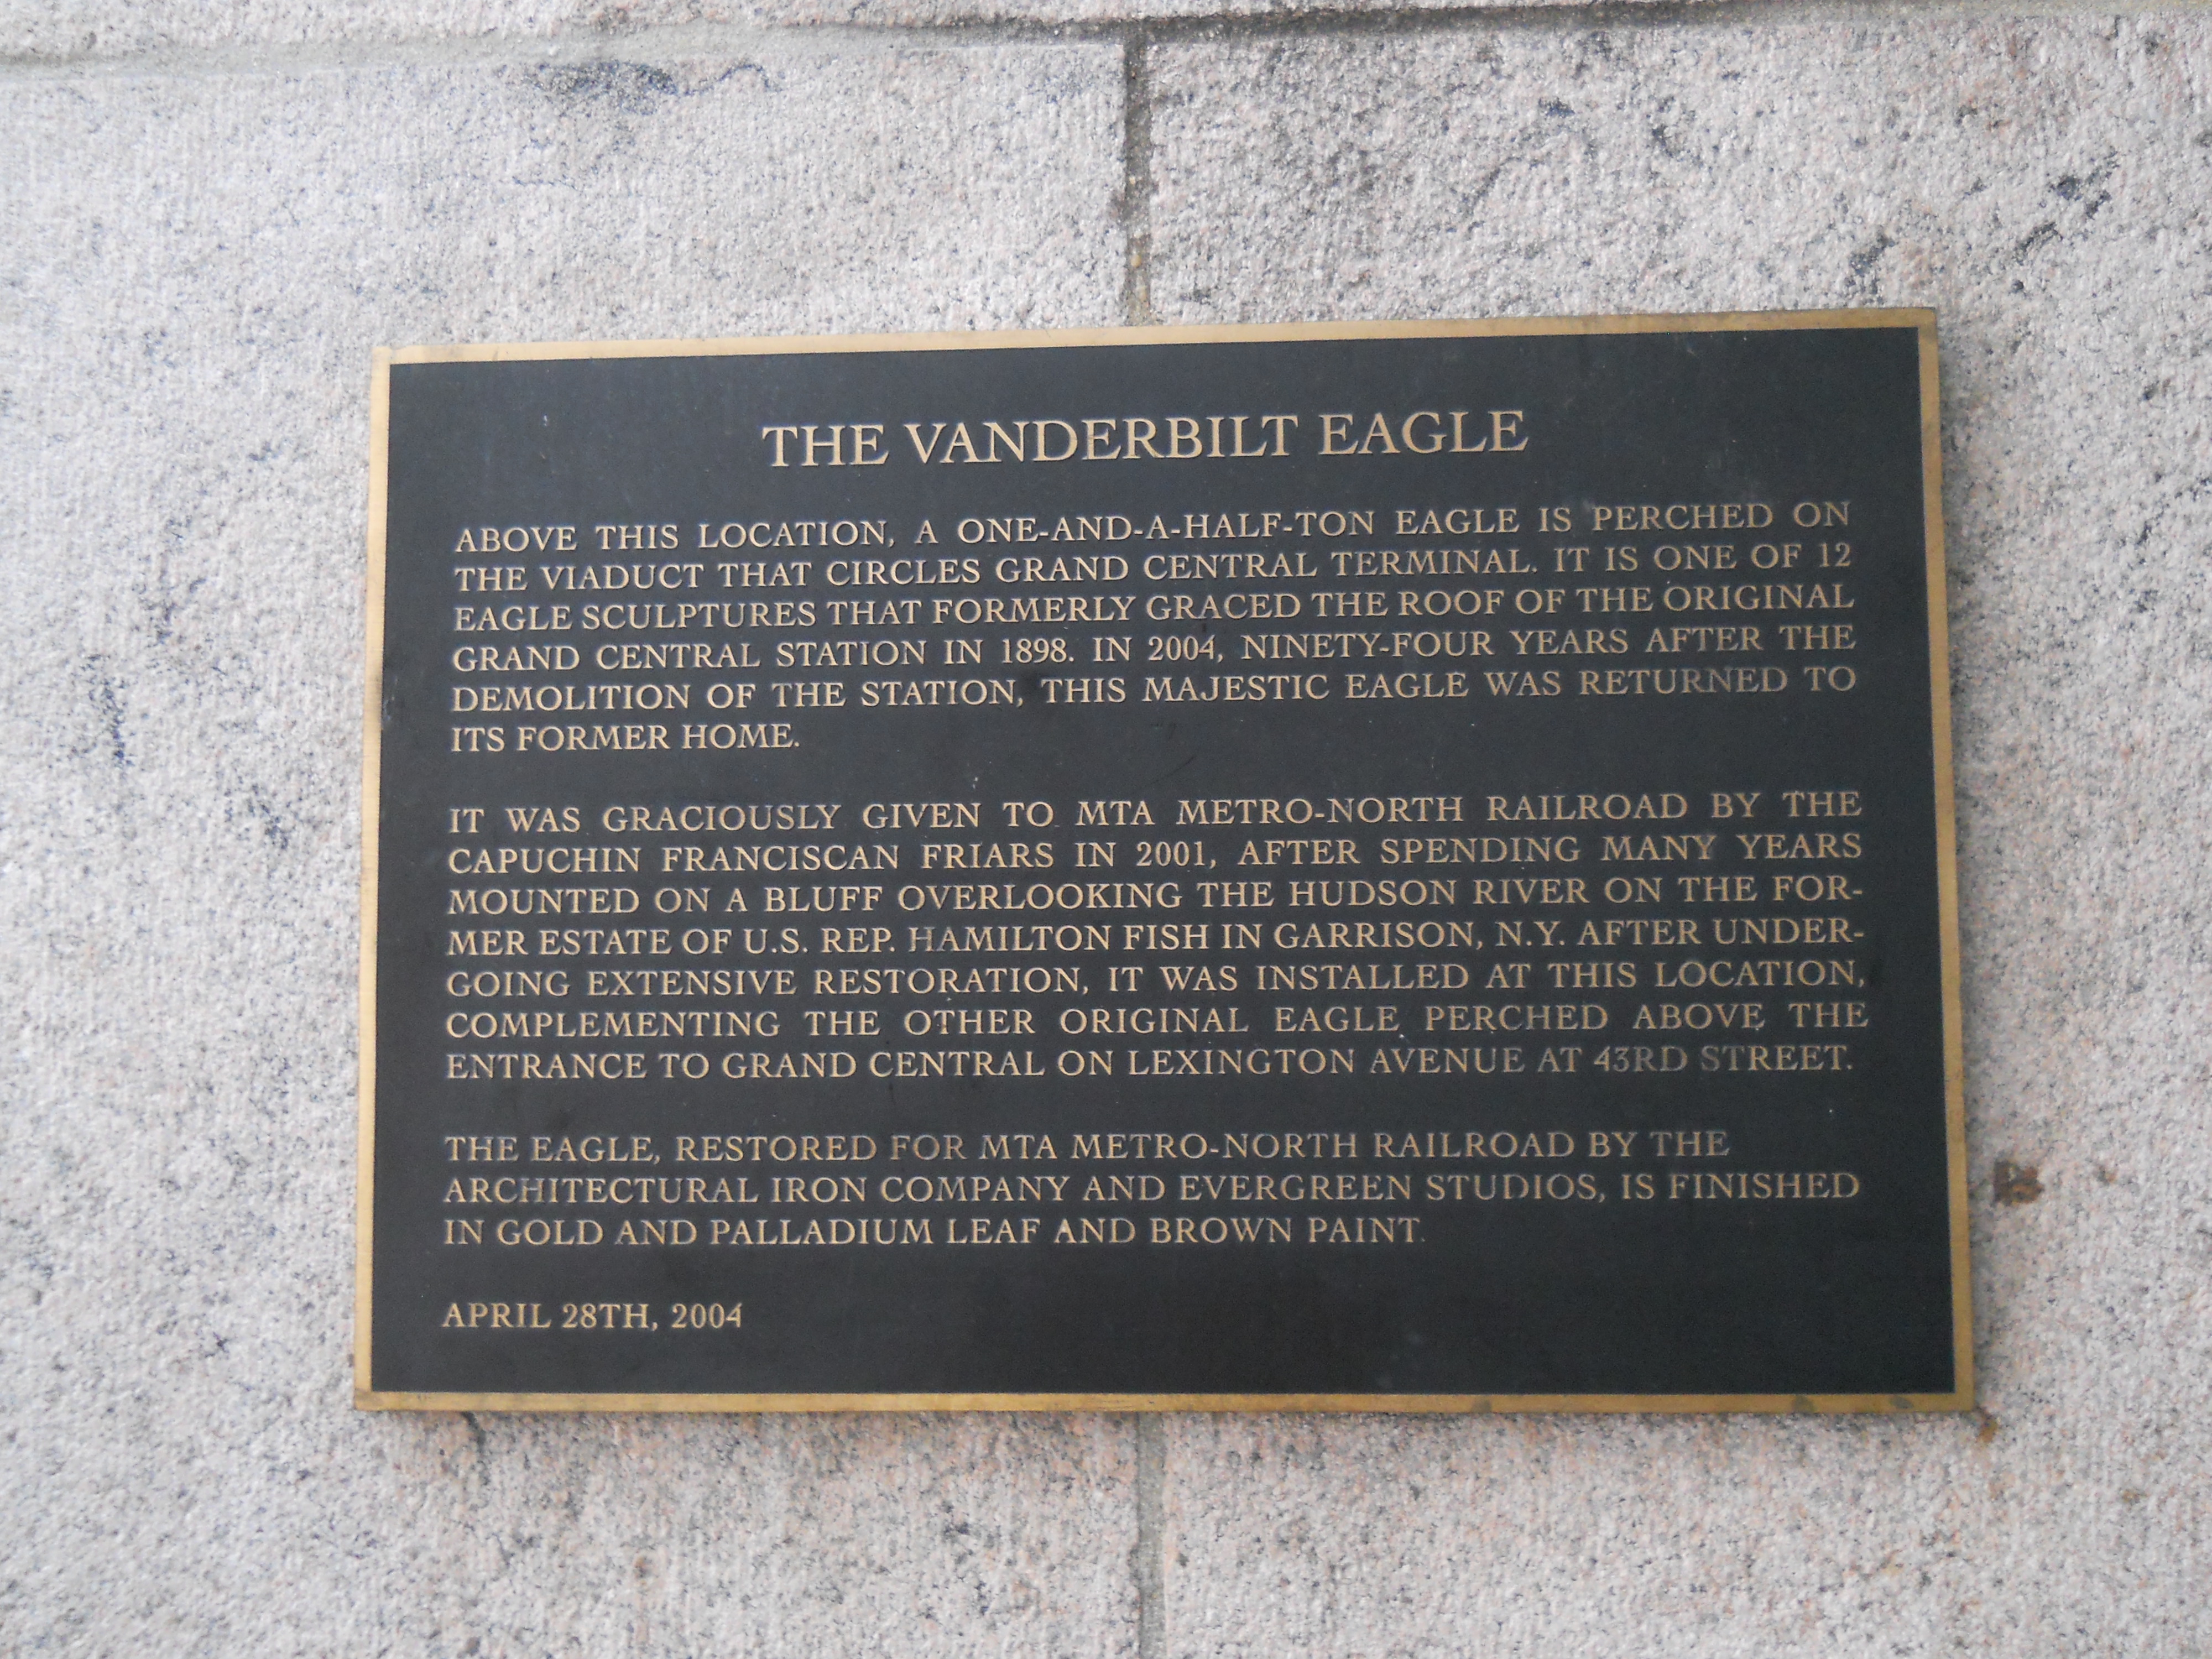 THE VANDERBILT EAGLE
ABOVE THIS LOCATION, A ONE-AND-A-HALF-TON EAGLE IS PERCHED ON
THE VIADUCT THAT CIRCLES GRAND CENTRAL TERMINAL. IT IS ONE OF 12
EAGLE SCULPTURES THAT FORMERLY GRACED THE ROOF OF THE ORIGINAL
GRAND CENTRAL STATION IN 1898. IN 2004, NINETY-FOUR YEARS AFTER THE
DEMOLITION OF THE STATION, THIS MAJESTIC EAGLE WAS RETURNED TO
ITS FORMER HOME.
IT WAS GRACIOUSLY GIVEN TO MTA METRO-NORTH RAILROAD BY THE
CAPUCHIN FRANCISCAN FRIARS IN 2001, AFTER SPENDING MANY YEARS
MOUNTED ON A BLUFF OVERLOOKING THE HUDSON RIVER ON THE FOR-
MER ESTATE OF U.S. REP. HAMILTON FISH IN GARRISON, N.Y. AFTER UNDER-
GOING EXTENSIVE RESTORATION, IT WAS INSTALLED AT THIS LOCATION,
COMPLEMENTING THE OTHER ORIGINAL EAGLE PERCHED ABOVE THE
ENTRANCE TO GRAND CENTRAL ON LEXINGTON AVENUE AT 43RD STREET.
THE EAGLE, RESTORED FOR MTA METRO-NORTH RAILROAD BY THE
ARCHITECTURAL IRON COMPANY AND EVERGREEN STUDIOS, IS FINISHED
IN GOLD AND PALLADIUM LEAF AND BROWN PAINT.
APRIL 28TH, 2004